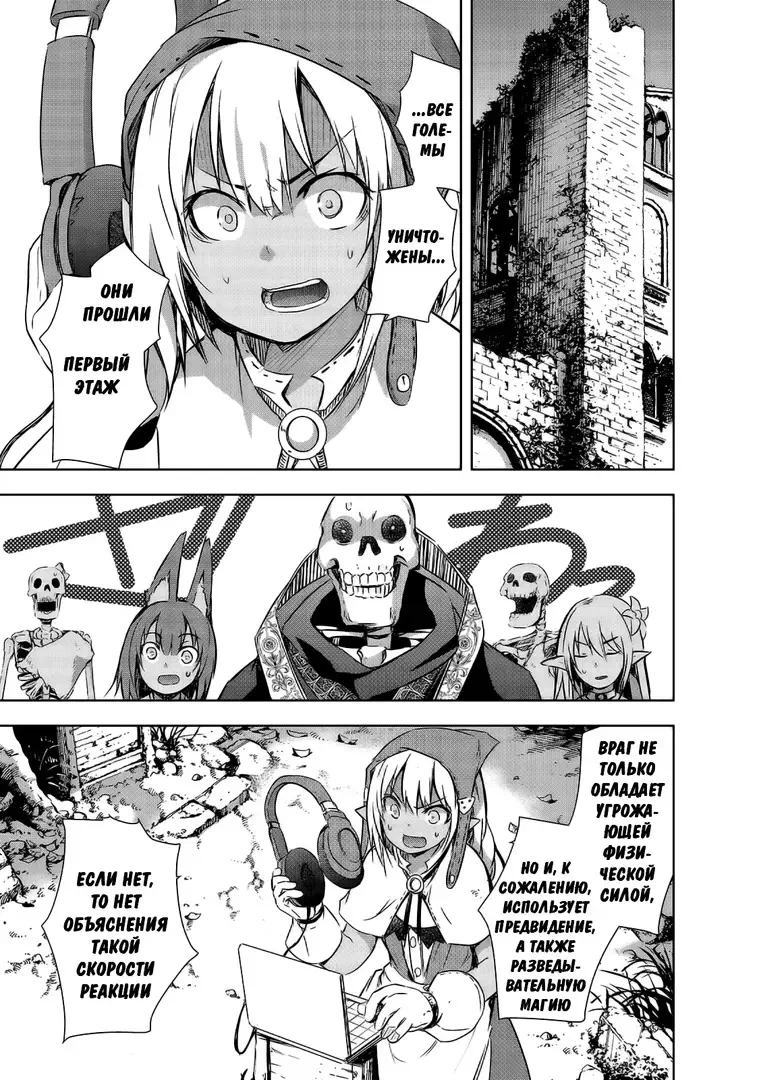 ...ВСЕ
ГОЛЕ-
МЫ
УНИЧТО-
ЖЕНЫ...
ОНИ
ПРОШЛИ
ПЕРВЫЙ
ЭТАЖ
ВРАГ НЕ
ТОЛЬКО
ОБЛАДАЕТ
УГРОЖА-
ЮЩЕЙ
ФИЗИ-
ЧЕСКОЙ
СИЛОЙ,
НО И, К
СОЖАЛЕНИЮ,
ИСПОЛЬЗУЕТ
ПРЕДВИДЕНИЕ,
А ТАКЖЕ
РАЗВЕДЫ-
ВАТЕЛЬНУЮ
МАГИЮ
ЕСЛИ НЕТ,
ТО НЕТ
ОБЪЯСНЕНИЯ
ТАКОЙ
СКОРОСТИ
РЕАКЦИИ